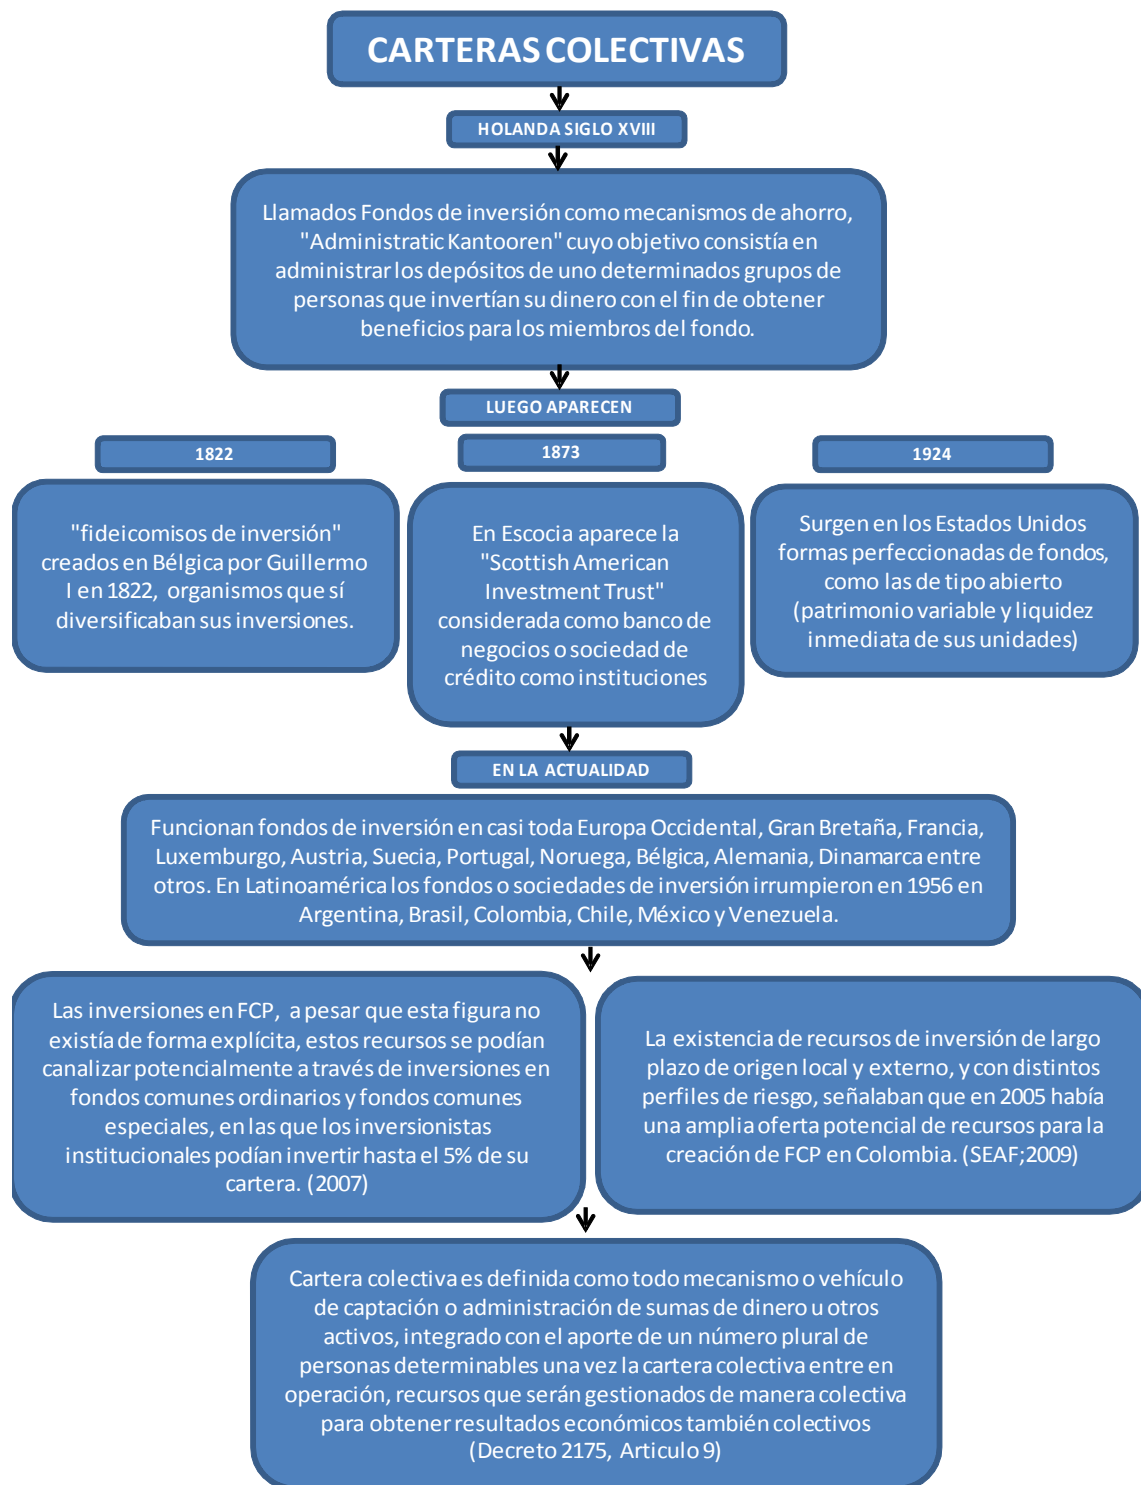 CARTERAS COLECTIVAS
HOLANDA SIGLO XVIII
Llamados Fondos de inversión como mecanismos de ahorro,
"Administratic Kantooren" cuyo objetivo consistía en
administrar los depósitos de uno determinados grupos de
personas que invertían su dinero con el fin de obtener
beneficios para los miembros del fondo.
LUEGO APARECEN
1822
"fideicomisos de inversión"
creados en Bélgica por Guillermo
I en 1822, organismos que sí
diversificaban sus inversiones.
1873
En Escocia aparece la
"Scottish American
Investment Trust"
considerada como banco de
negocios o sociedad de
crédito como instituciones
1924
Surgen en los Estados Unidos
formas perfeccionadas de fondos,
como las de tipo abierto
(patrimonio variable y liquidez
inmediata de sus unidades)
EN LA ACTUALIDAD
Funcionan fondos de inversión en casi toda Europa Occidental, Gran Bretaña, Francia,
Luxemburgo, Austria, Suecia, Portugal, Noruega, Bélgica, Alemania, Dinamarca entre
otros. En Latinoamérica los fondos o sociedades de inversión irrumpieron en 1956 en
Argentina, Brasil, Colombia, Chile, México y Venezuela.
Las inversiones en FCP, a pesar que esta figura no
existía de forma explícita, estos recursos se podían
canalizar potencialmente a través de inversiones en
fondos comunes ordinarios y fondos comunes
especiales, en las que los inversionistas
institucionales podían invertir hasta el 5% de su
cartera. (2007)
La existencia de recursos de inversión de largo
plazo de origen local y externo, y con distintos
perfiles de riesgo, señalaban que en 2005 había
una amplia oferta potencial de recursos para la
creación de FCP en Colombia. (SEAF;2009)
Cartera colectiva es definida como todo mecanismo o vehículo
de captación o administración de sumas de dinero u otros
activos, integrado con el aporte de un número plural de
personas determinables una vez la cartera colectiva entre en
operación, recursos que serán gestionados de manera colectiva
para obtener resultados económicos también colectivos
(Decreto 2175, Articulo 9)